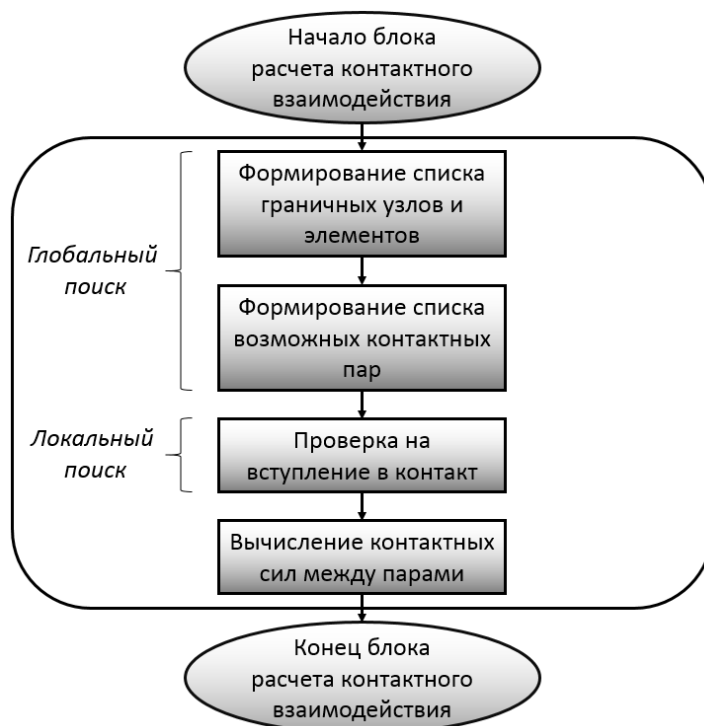 Начало блока
расчета контактного
взаимодействия
Глобальный
поиск
Формирование списка
граничных узлов и
элементов
Формирование списка
возможных контактных
пар
Локальный
поиск
Проверка на
вступление в контакт
Вычисление контактных
сил между парами
Конец блока
расчета контактного
взаимодействия